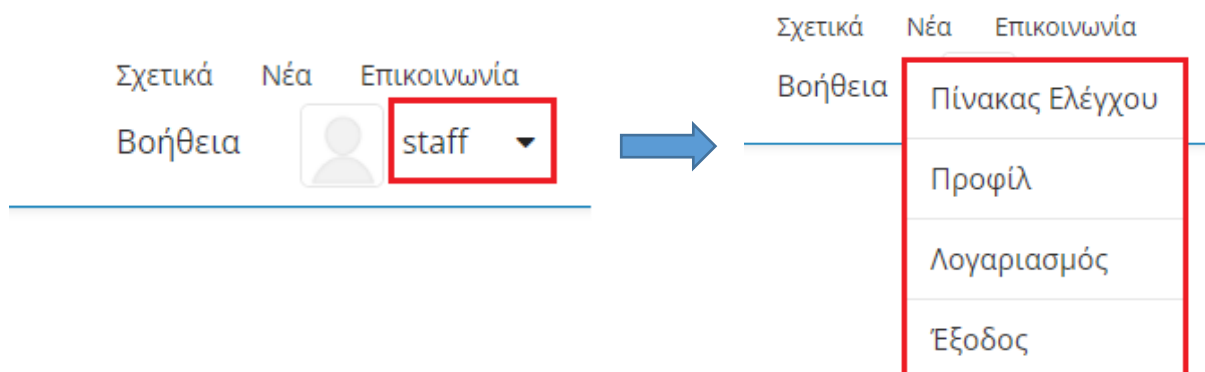 Σχετικά Νέα Επικοινωνία
Βοήθεια staff
Σχετικά Νέα Επικοινωνία
Βοήθεια
Πίνακας Ελέγχου
Προφίλ
Λογαριασμός
Έξοδος